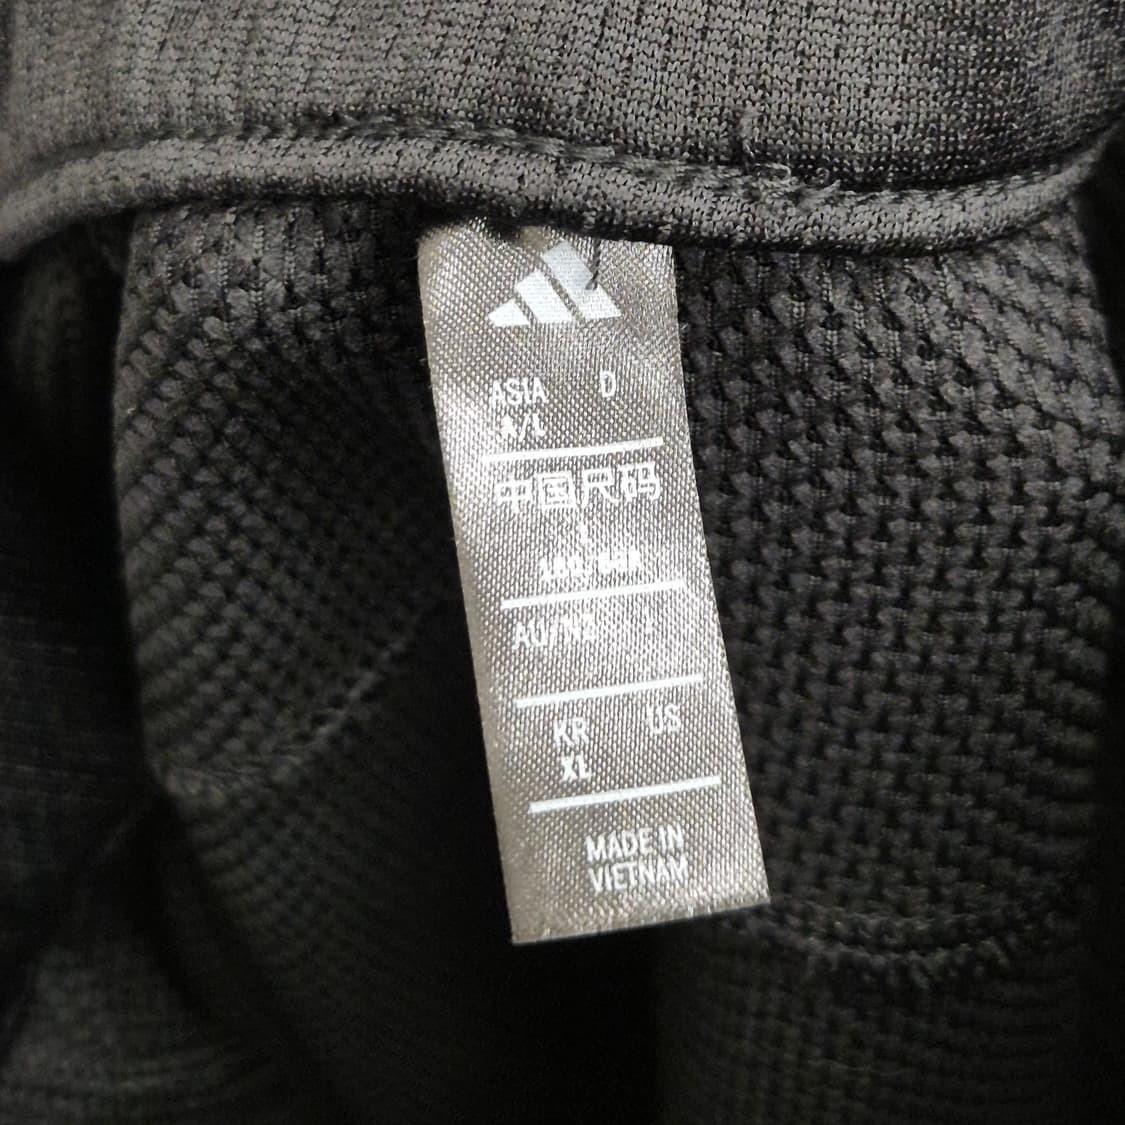 ASIA D
A/L
中国尺码
AU/NZ
KR US
XL
MADE IN
VIETNAM